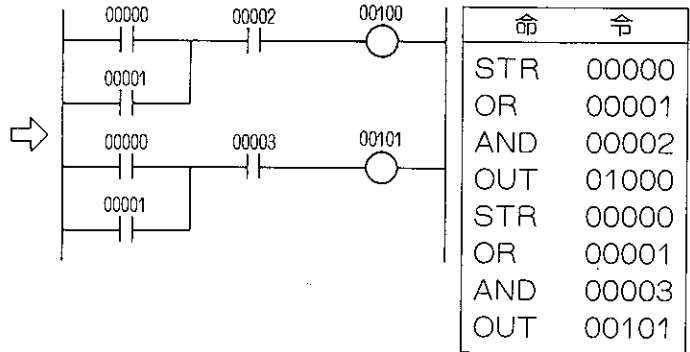 00000 00002 00100
00001
00000 00003 00101
00001
命 令
STR 00000
OR 00001
AND 00002
OUT 01000
STR 00000
OR 00001
AND 00003
OUT 00101